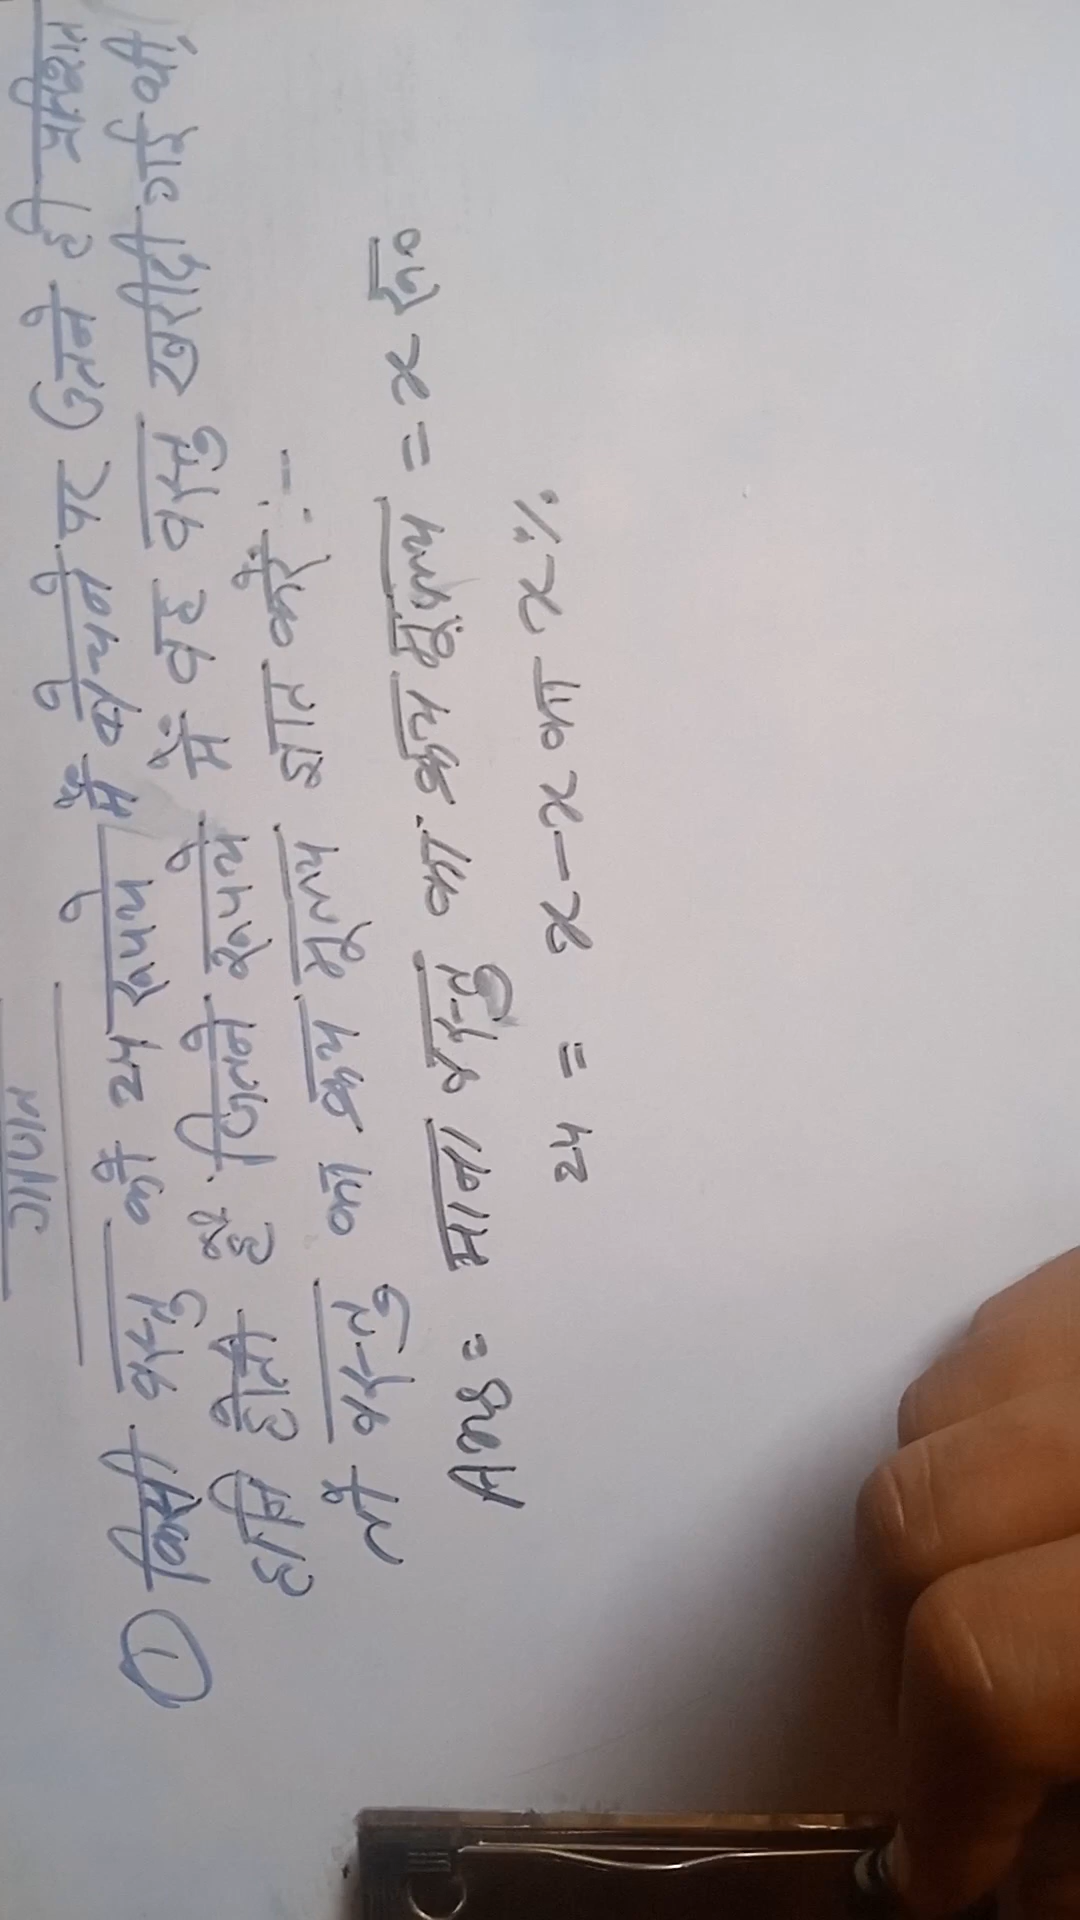 गणित
① किसी वस्तु को 24 रूपये में बेचने पर उतने ही प्रतिशत
हानि होती है जितने रूपये में वह वस्तु खरीदी गई थी,
तो वस्तु का क्रय मूल्य ज्ञात करें :-
Ans = माना वस्तु का क्रय मूल्य = x रू०
24 = x - x का x%